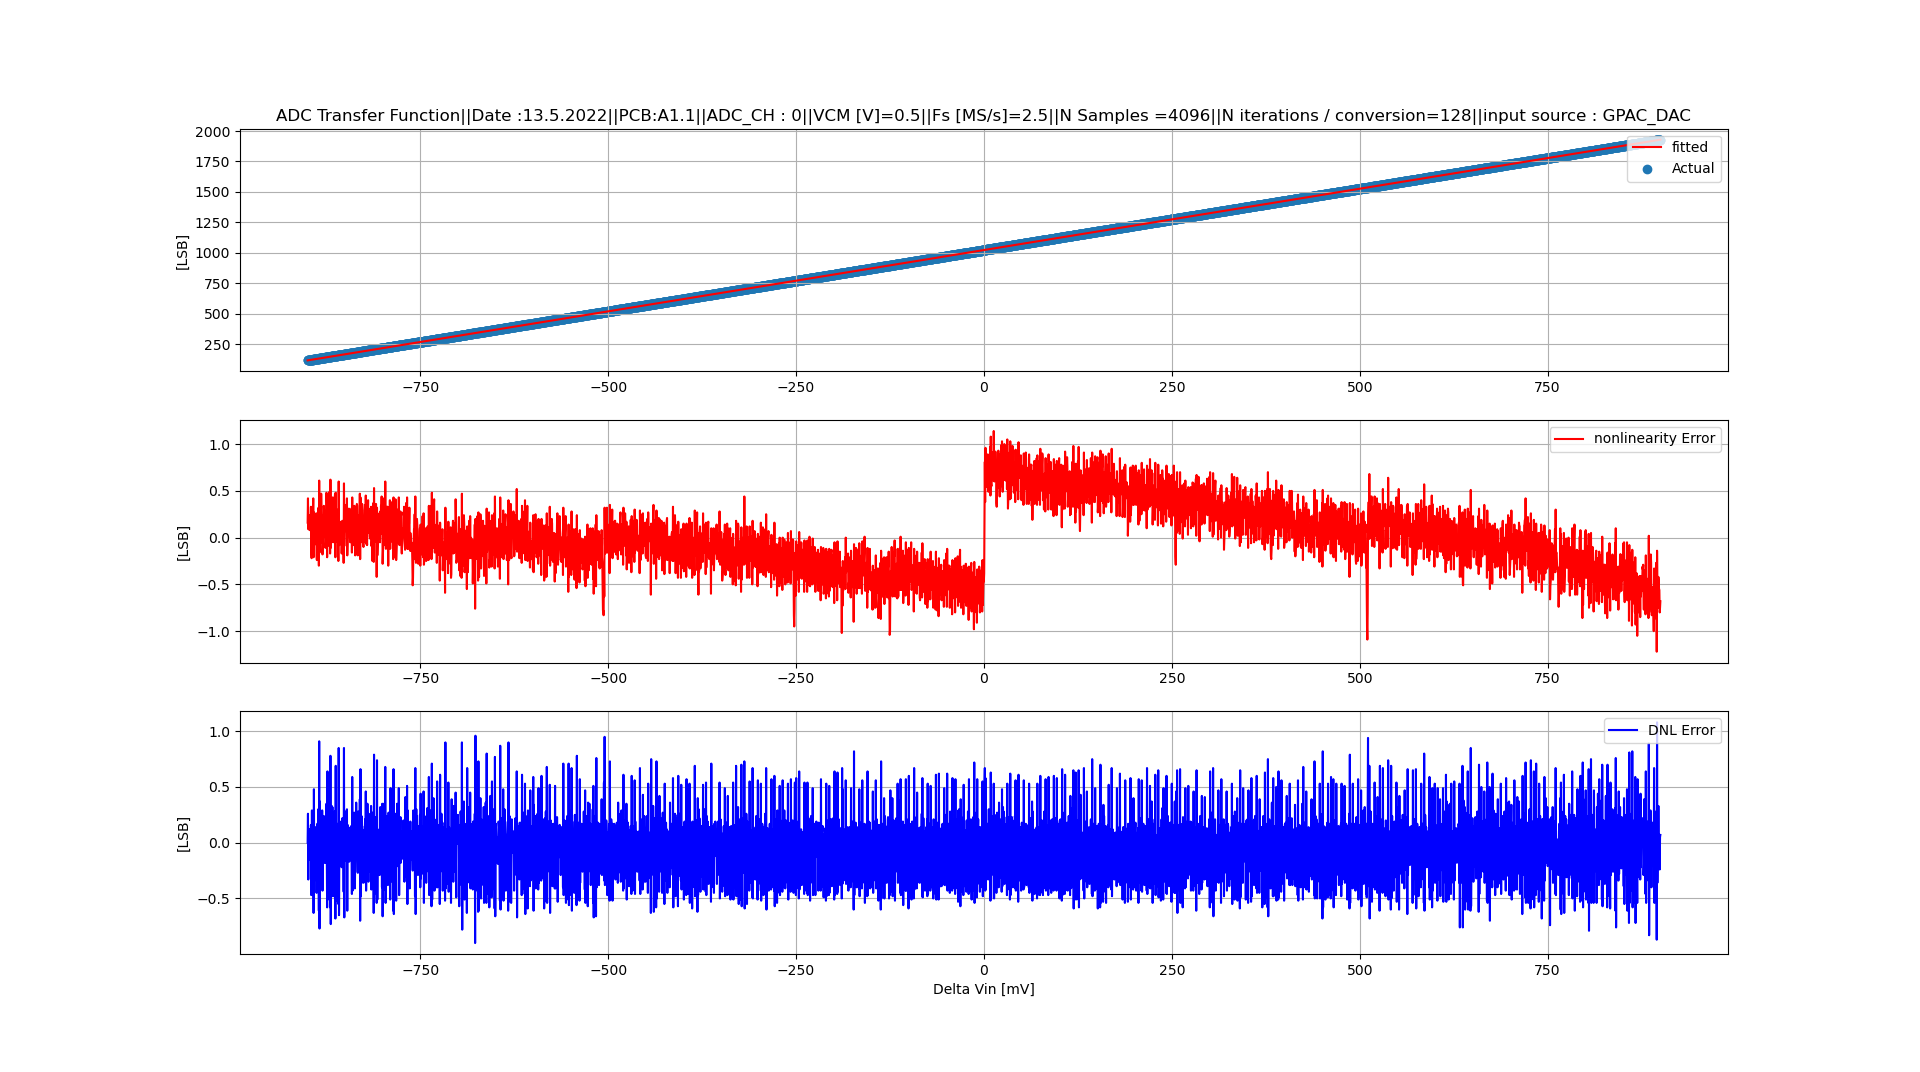 ADC Transfer Function||Date :13.5.2022||PCB:A1.1||ADC_CH : 0||VCM [V]=0.5||Fs [MS/s]=2.5||N Samples =4096||N iterations / conversion=128||input source : GPAC_DAC
2000
1750
1500
1250
1000
750
500
250
[LSB]
fitted
Actual
−750 −500 −250 0 250 500 750
1.0
0.5
0.0
−0.5
−1.0
[LSB]
nonlinearity Error
−750 −500 −250 0 250 500 750
1.0
0.5
0.0
−0.5
[LSB]
DNL Error
−750 −500 −250 0 250 500 750
Delta Vin [mV]